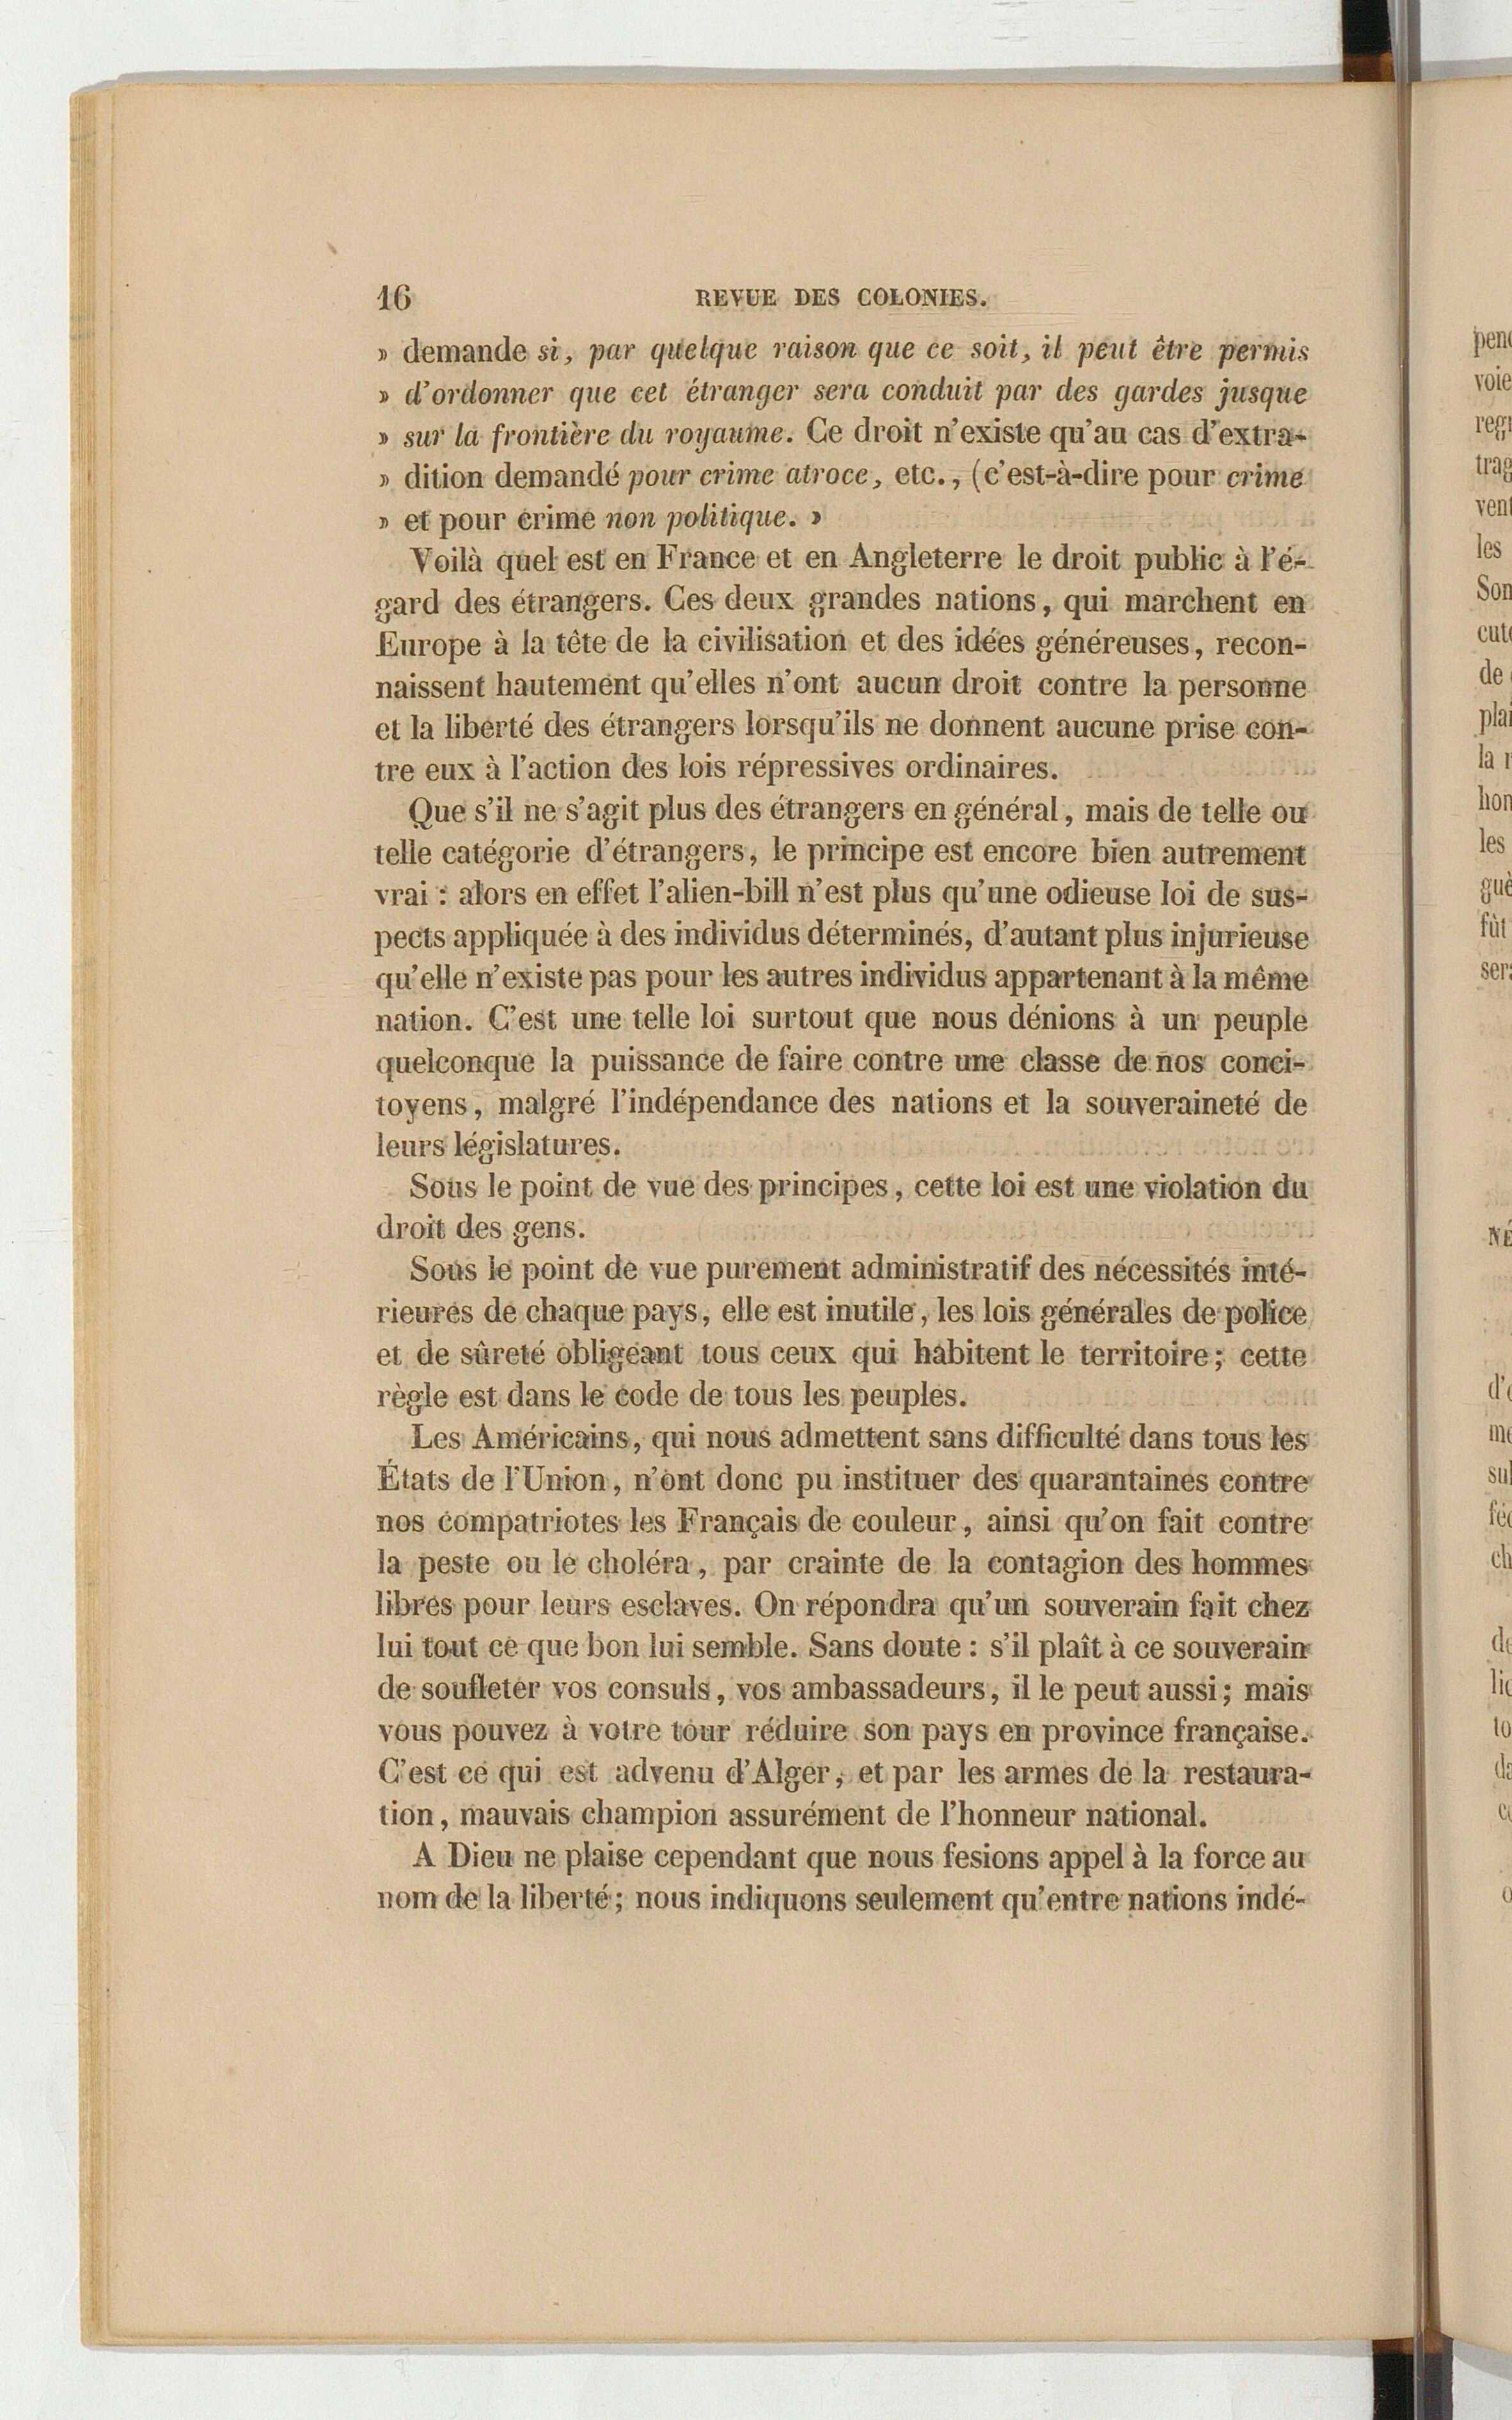 16 REVUE DES COLONIES.
» demande si, par quelque raison que ce soit, il peut être permis
» d'ordonner que cet étranger sera conduit par des gardes jusque
» sur la frontière du royaume. Ce droit n'existe qu'au cas d'extra-
» dition demandé pour crime atroce, etc., (c'est-à-dire pour crime
» et pour crime non politique. »
Voilà quel est en France et en Angleterre le droit public à l'é-
gard des étrangers. Ces deux grandes nations, qui marchent en
Europe à la tête de la civilisation et des idées généreuses, recon-
naissent hautement qu'elles n'ont aucun droit contre la personne
et la liberté des étrangers lorsqu'ils ne donnent aucune prise con-
tre eux à l'action des lois répressives ordinaires.
Que s'il ne s'agit plus des étrangers en général, mais de telle ou
telle catégorie d'étrangers, le principe est encore bien autrement
vrai : alors en effet l'alien-bill n'est plus qu'une odieuse loi de sus-
pects appliquée à des individus déterminés, d'autant plus injurieuse
qu'elle n'existe pas pour les autres individus appartenant à la même
nation. C'est une telle loi surtout que nous dénions à un peuple
quelconque la puissance de faire contre une classe de nos conci-
toyens, malgré l'indépendance des nations et la souveraineté de
leurs législatures.
Sous le point de vue des principes, cette loi est une violation du
droit des gens.
Sous le point de vue purement administratif des nécessités inté-
rieures de chaque pays, elle est inutile, les lois générales de police
et de sûreté obligeant tous ceux qui habitent le territoire; cette
règle est dans le code de tous les peuples.
Les Américains, qui nous admettent sans difficulté dans tous les
États de l'Union, n'ont donc pu instituer des quarantaines contre
nos compatriotes les Français de couleur, ainsi qu'on fait contre
la peste ou le choléra, par crainte de la contagion des hommes
libres pour leurs esclaves. On répondra qu'un souverain fait chez
lui tout ce que bon lui semble. Sans doute : s'il plaît à ce souverain
de soufleter vos consuls, vos ambassadeurs, il le peut aussi; mais
vous pouvez à votre tour réduire son pays en province française.
C'est ce qui est advenu d'Alger, et par les armes de la restaura-
tion, mauvais champion assurément de l'honneur national.
A Dieu ne plaise cependant que nous fesions appel à la force au
nom de la liberté; nous indiquons seulement qu'entre nations indé-